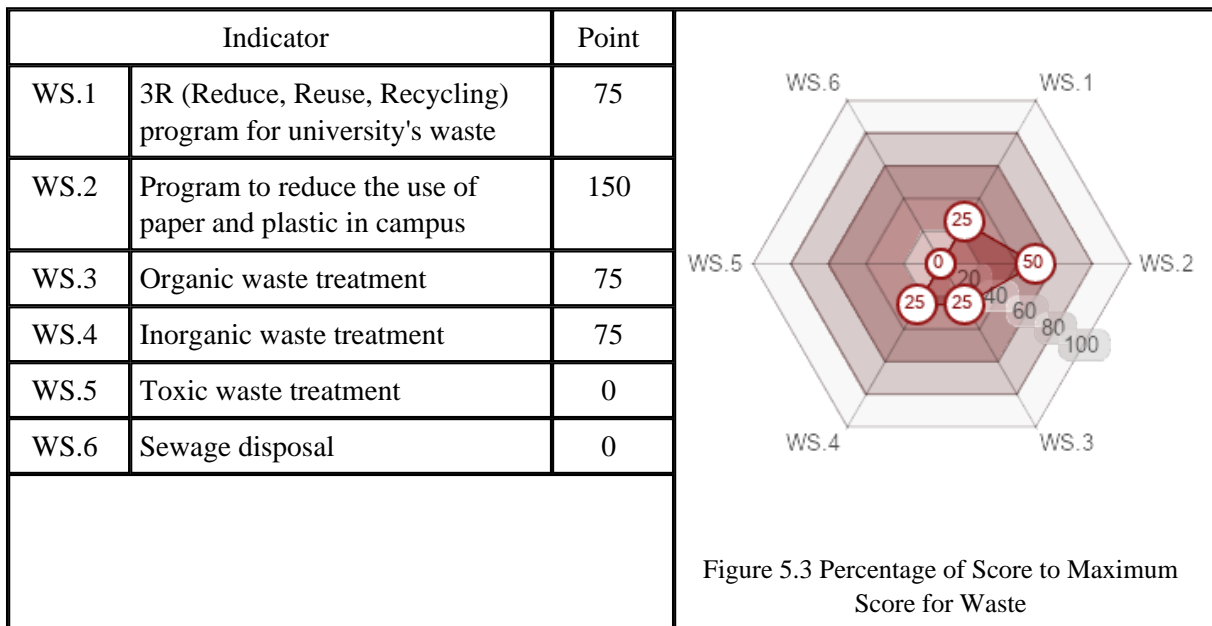 Indicator Point
WS.1 3R (Reduce, Reuse, Recycling) 75
program for university's waste
WS.2 Program to reduce the use of 150
paper and plastic in campus
WS.3 Organic waste treatment 75
WS.4 Inorganic waste treatment 75
WS.5 Toxic waste treatment 0
WS.6 Sewage disposal 0
WS.6 WS.1
25
WS.5 0 50 WS.2
20
25 25 40
60
80
100
WS.4 WS.3
Figure 5.3 Percentage of Score to Maximum
Score for Waste